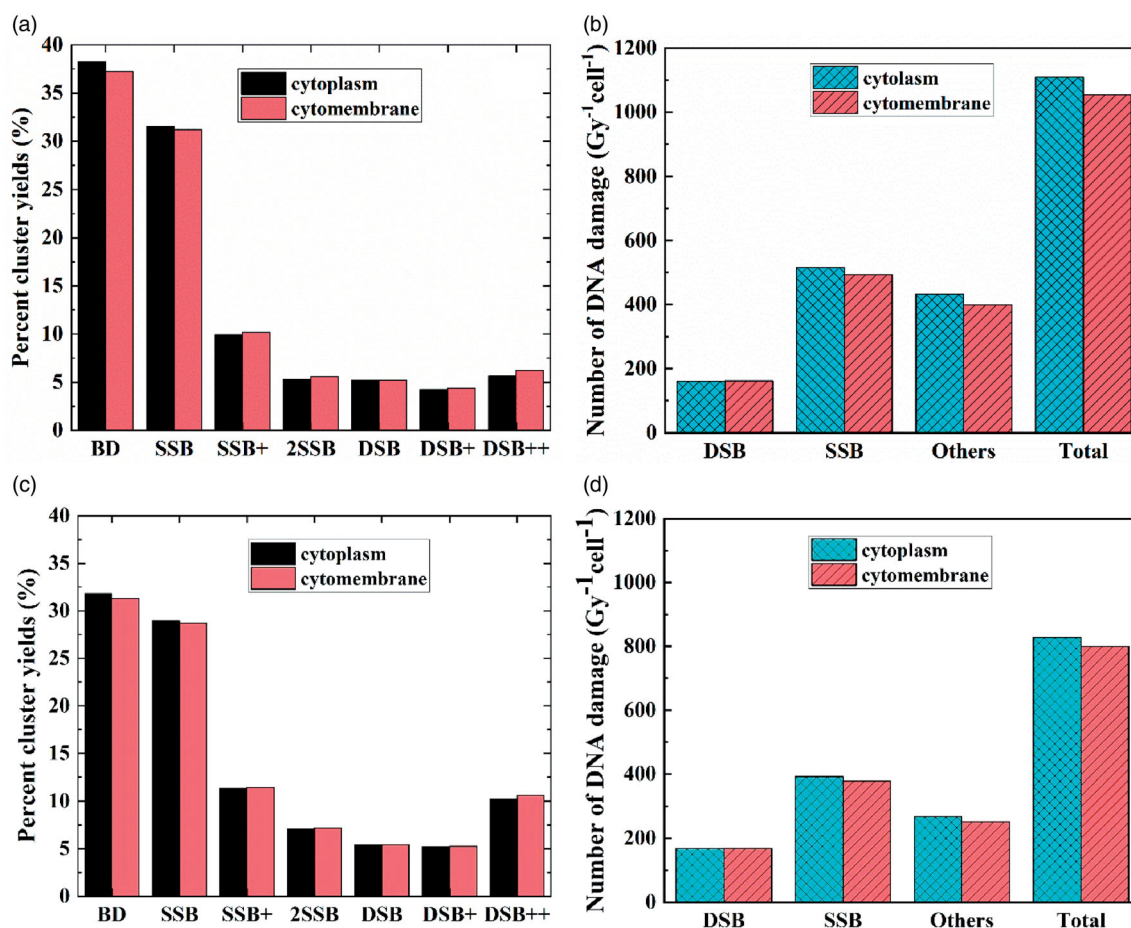 (a)
Percent cluster yields (%)
40
35
30
25
20
15
10
5
0
cytoplasm
cytomembrane
BD SSB SSB+ 2SSB DSB DSB+ DSB++
(b)
Number of DNA damage (Gy⁻¹cell⁻¹)
1200
1000
800
600
400
200
0
cytolasm
cytomembrane
DSB SSB Others Total
(c)
Percent cluster yields (%)
40
35
30
25
20
15
10
5
0
cytoplasm
cytomembrane
BD SSB SSB+ 2SSB DSB DSB+ DSB++
(d)
Number of DNA damage (Gy⁻¹cell⁻¹)
1200
1000
800
600
400
200
0
cytoplasm
cytomembrane
DSB SSB Others Total